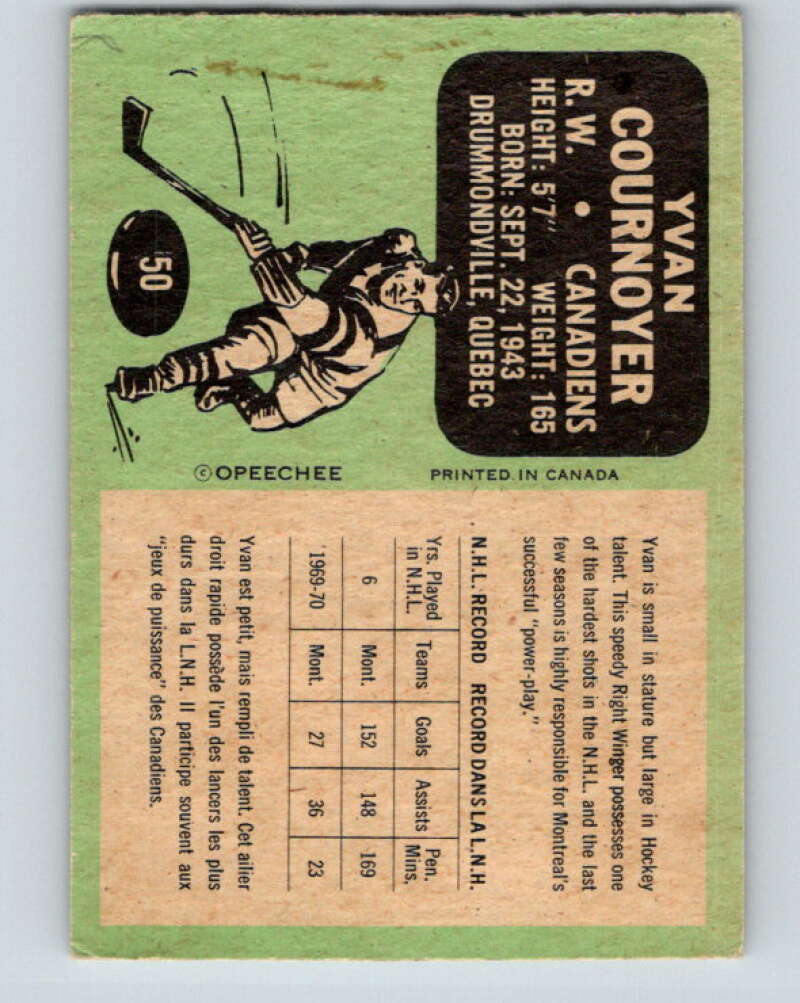 YVAN
COURNOYER
R.W. • CANADIENS
HEIGHT: 5'7" WEIGHT: 165
BORN: SEPT. 22, 1943
DRUMMONDVILLE, QUEBEC
50
© OPEECHEE PRINTED IN CANADA
Yvan is small in stature but large in Hockey
talent. This speedy Right Winger possesses one
of the hardest shots in the N.H.L. and the last
few seasons is highly responsible for Montreal's
successful "power-play."
N.H.L. RECORD RECORD DANS LA L.N.H.
Yrs. Played in N.H.L. Teams Goals Assists Pen. Mins.
6 Mont. 152 148 169
1969-70 Mont. 27 36 23
Yvan est petit, mais rempli de talent. Cet ailier
droit rapide possède l'un des lancers les plus
durs dans la L.N.H. Il participe souvent aux
"jeux de puissance" des Canadiens.